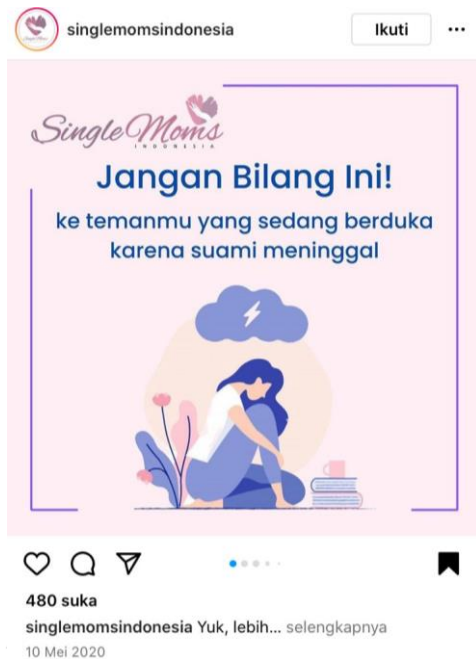 singlemomsindonesia
Ikuti
Single Moms
INDONESIA
Jangan Bilang Ini!
ke temanmu yang sedang berduka
karena suami meninggal
480 suka
singlemomsindonesia Yuk, lebih... selengkapnya
10 Mei 2020